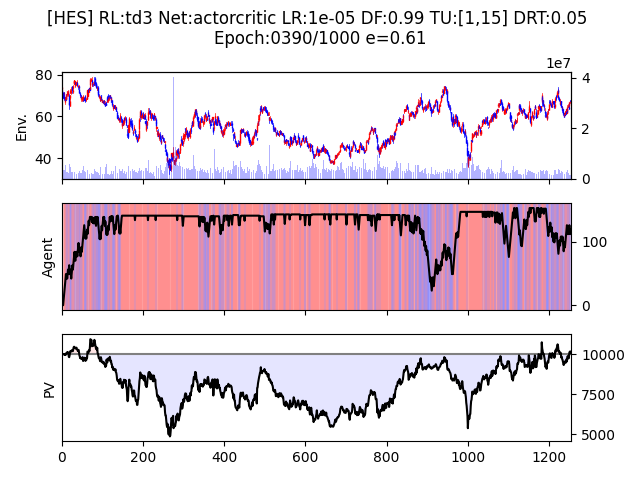 [HES] RL:td3 Net:actorcritic LR:1e-05 DF:0.99 TU:[1,15] DRT:0.05
Epoch:0390/1000 e=0.61
1e7
80
60
40
Env.
4
2
0
Agent
100
0
PV
10000
7500
5000
0 200 400 600 800 1000 1200